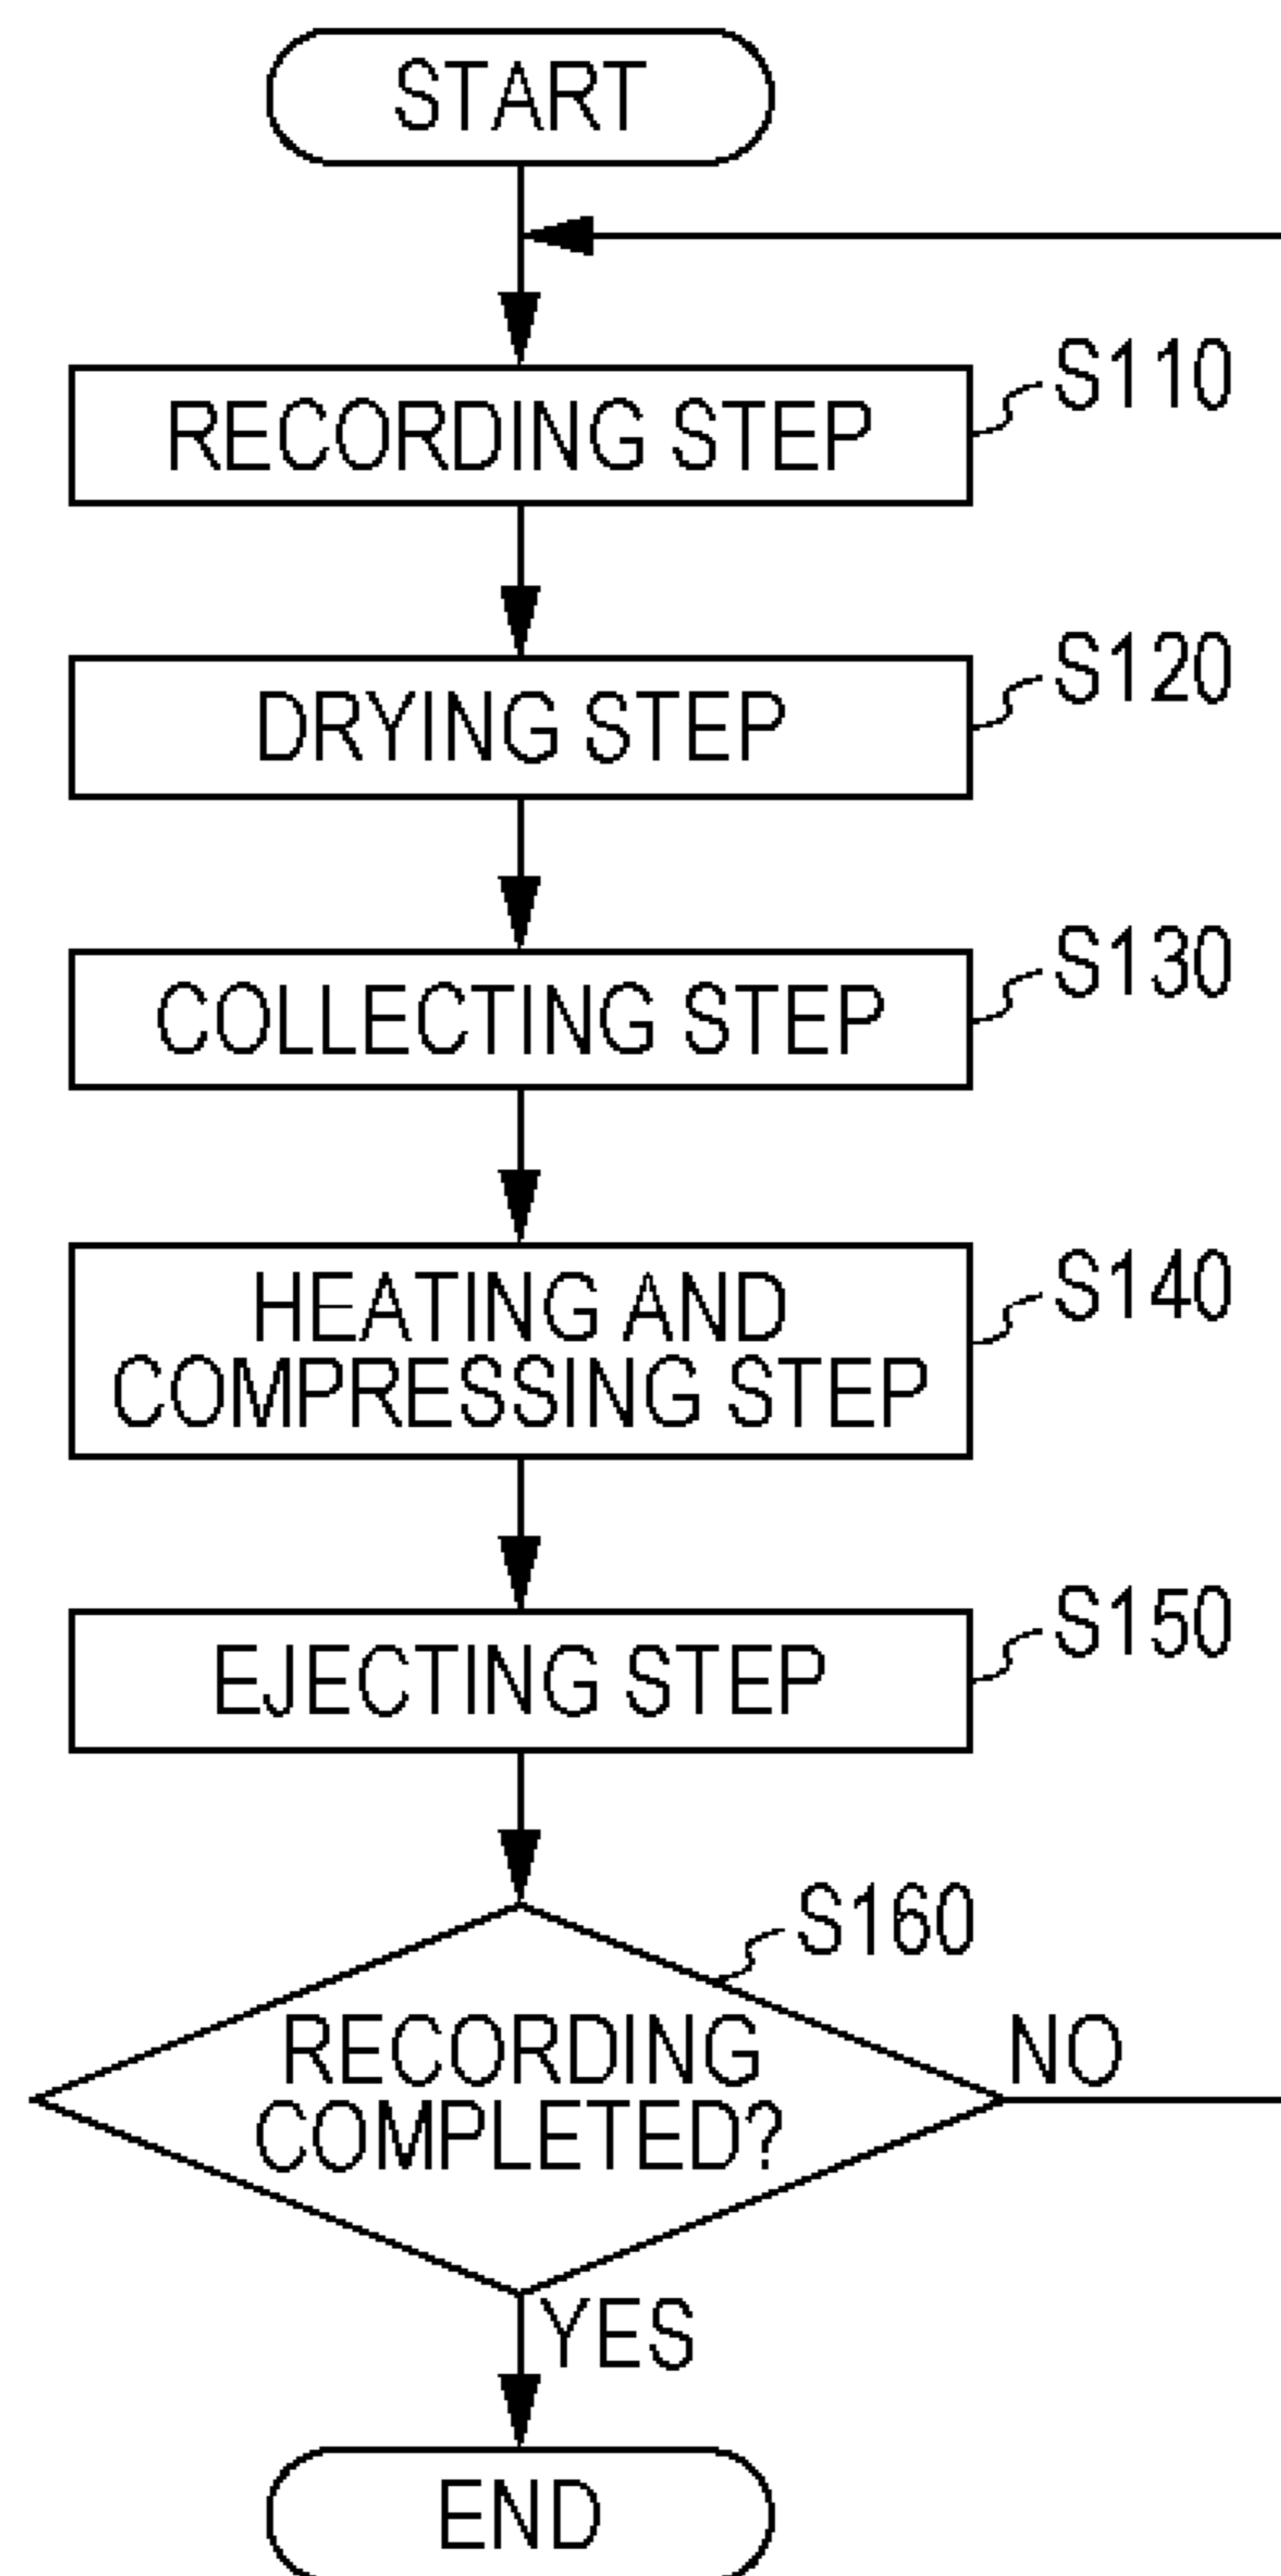 START
RECORDING STEP
S110
DRYING STEP
S120
COLLECTING STEP
S130
HEATING AND
COMPRESSING STEP
S140
EJECTING STEP
S150
S160
RECORDING
COMPLETED?
NO
YES
END